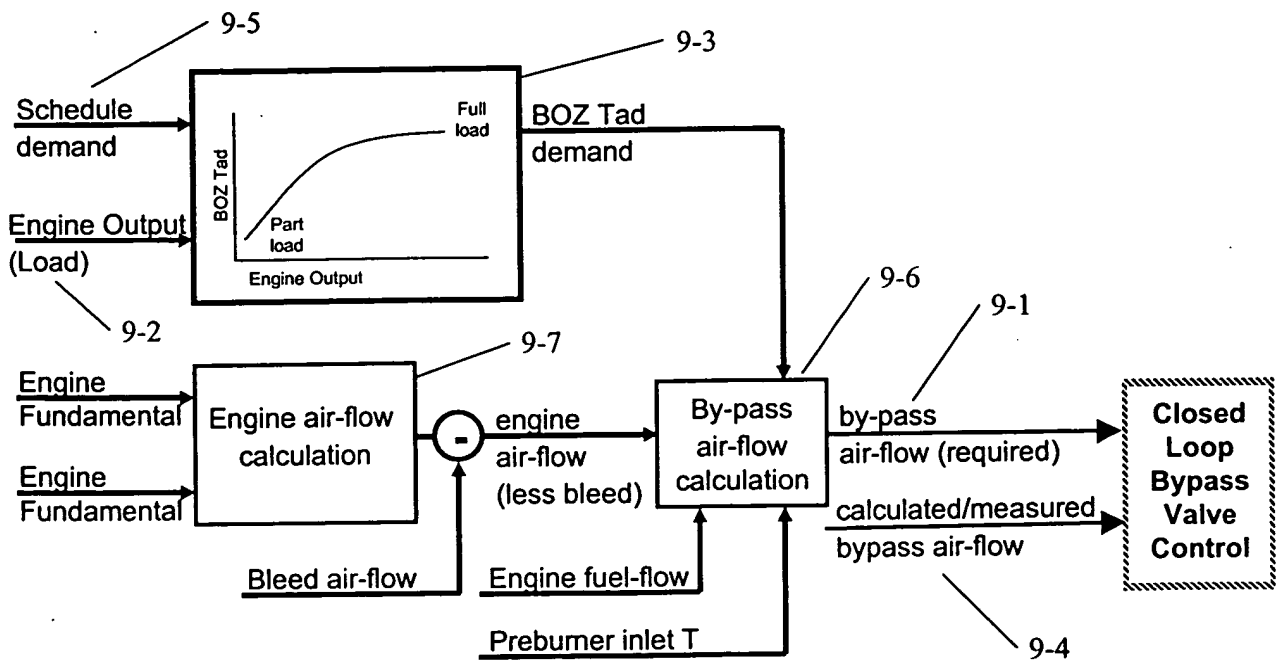 9-5
9-3
Schedule
demand
Full
load
BOZ Tad
demand
BOZ Tad
Engine Output
(Load)
Part
load
Engine Output
9-2
9-7
9-6
9-1
Engine
Fundamental
Engine air-flow
calculation
-
engine
air-flow
(less bleed)
By-pass
air-flow
calculation
by-pass
air-flow (required)
Closed
Loop
Bypass
Valve
Control
Engine
Fundamental
calculated/measured
bypass air-flow
Bleed air-flow
Engine fuel-flow
Preburner inlet T
9-4